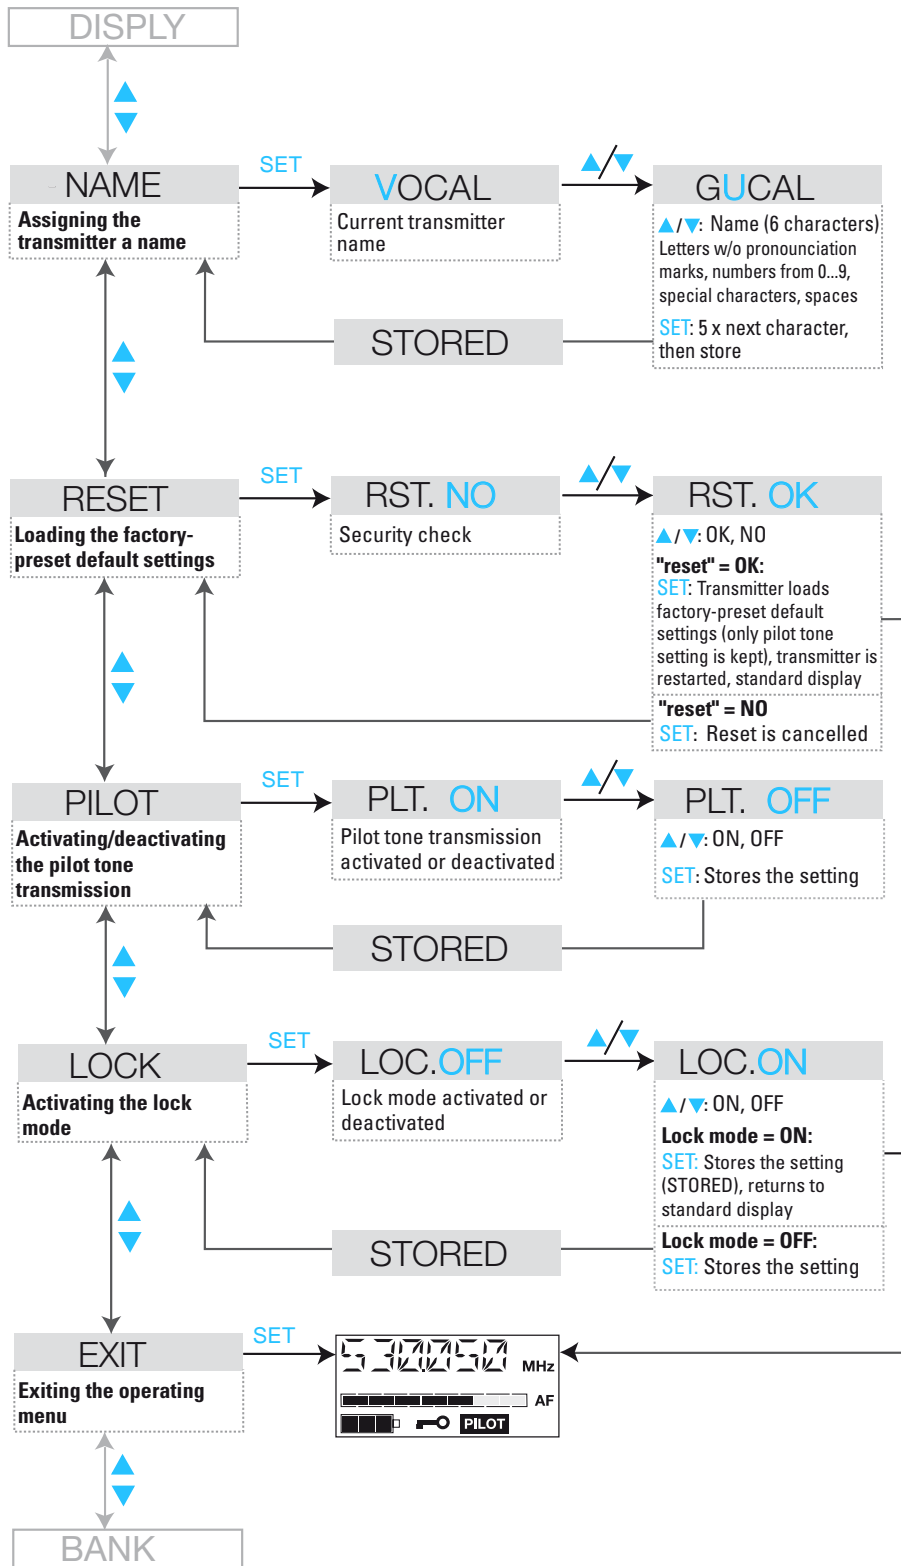 DISPLY
NAME
Assigning the
transmitter a name
SET
VOCAL
Current transmitter
name
▲/▼
GUCAL
▲/▼: Name (6 characters)
Letters w/o pronounciation
marks, numbers from 0...9,
special characters, spaces
SET: 5 x next character,
then store
STORED
RESET
Loading the factory-
preset default settings
SET
RST. NO
Security check
▲/▼
RST. OK
▲/▼: OK, NO
"reset" = OK:
SET: Transmitter loads
factory-preset default
settings (only pilot tone
setting is kept), transmitter is
restarted, standard display
"reset" = NO
SET: Reset is cancelled
PILOT
Activating/deactivating
the pilot tone
transmission
SET
PLT. ON
Pilot tone transmission
activated or deactivated
▲/▼
PLT. OFF
▲/▼: ON, OFF
SET: Stores the setting
STORED
LOCK
Activating the lock
mode
SET
LOC.OFF
Lock mode activated or
deactivated
▲/▼
LOC.ON
▲/▼: ON, OFF
Lock mode = ON:
SET: Stores the setting
(STORED), returns to
standard display
Lock mode = OFF:
SET: Stores the setting
STORED
EXIT
Exiting the operating
menu
SET
530.050 MHz
AF
PILOT
BANK